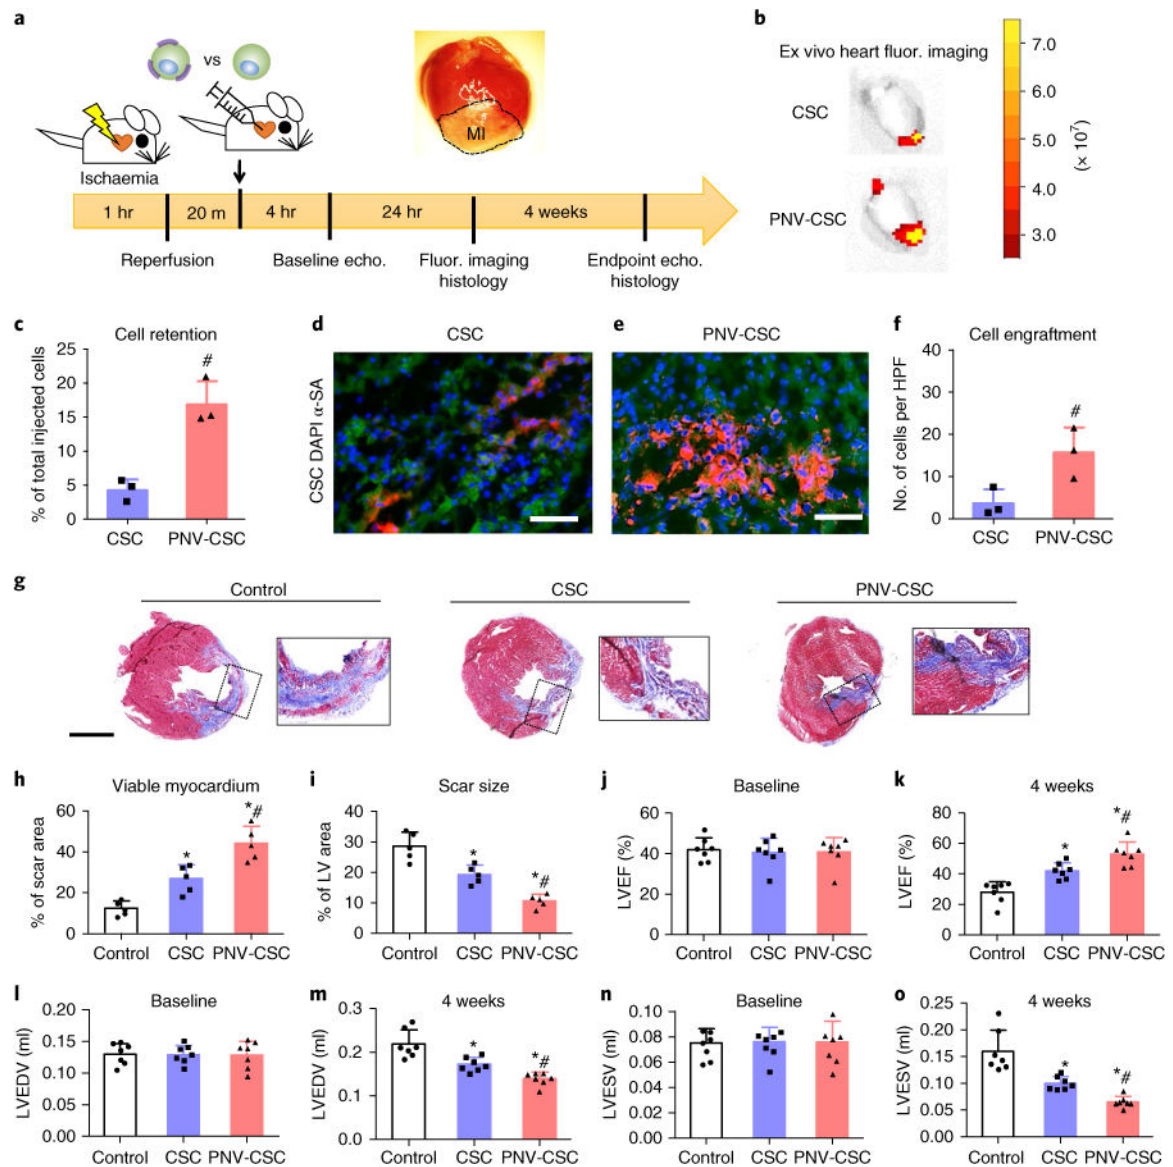 a
vs
MI
Ischaemia
1 hr
20 m
4 hr
24 hr
4 weeks
Reperfusion
Baseline echo.
Fluor. imaging
histology
Endpoint echo.
histology
b
Ex vivo heart fluor. imaging
CSC
PNV-CSC
7.0
6.0
5.0
4.0
3.0
(× 10⁷)
c
Cell retention
% of total injected cells
25
20
15
10
5
0
#
CSC
PNV-CSC
d
CSC
CSC DAPI α-SA
e
PNV-CSC
f
Cell engraftment
No. of cells per HPF
40
30
20
10
0
#
CSC
PNV-CSC
g
Control
CSC
PNV-CSC
h
Viable myocardium
% of scar area
60
40
20
0
*
*#
Control
CSC
PNV-CSC
i
Scar size
% of LV area
40
30
20
10
0
*
*#
Control
CSC
PNV-CSC
j
Baseline
LVEF (%)
60
40
20
0
Control
CSC
PNV-CSC
k
4 weeks
LVEF (%)
80
60
40
20
0
*
*#
Control
CSC
PNV-CSC
l
Baseline
LVEDV (ml)
0.20
0.15
0.10
0.05
0.00
Control
CSC
PNV-CSC
m
4 weeks
LVEDV (ml)
0.3
0.2
0.1
0.0
*
*#
Control
CSC
PNV-CSC
n
Baseline
LVESV (ml)
0.10
0.08
0.06
0.04
0.02
0.00
Control
CSC
PNV-CSC
o
4 weeks
LVESV (ml)
0.25
0.20
0.15
0.10
0.05
0.00
*
*#
Control
CSC
PNV-CSC